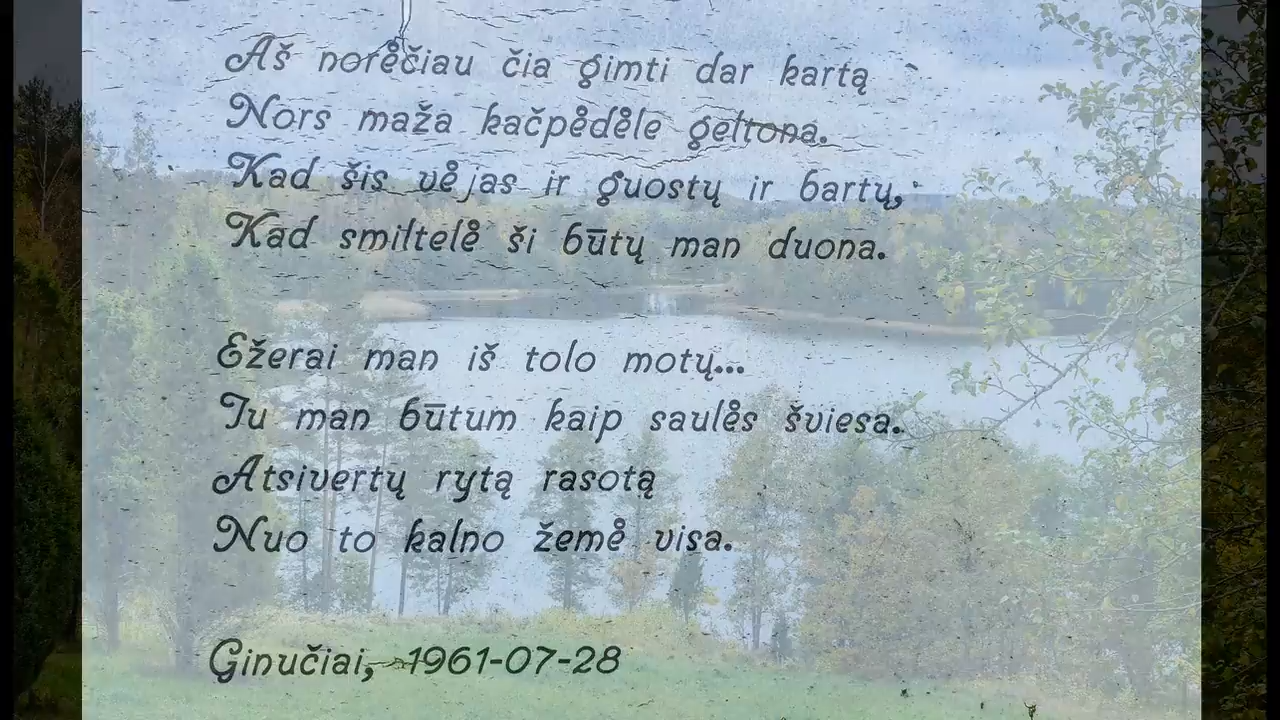 Aš norėčiau čia gimti dar kartą
Nors maža kačpėdėle geltona.
Kad šis vėjas ir guostų ir bartų,
Kad smiltelė ši būtų man duona.
Ežerai man iš tolo motų...
Tu man būtum kaip saulės šviesa.
Atsivertų rytą rasotą
Nuo to kalno žemė visa.
Ginučiai, 1961-07-28